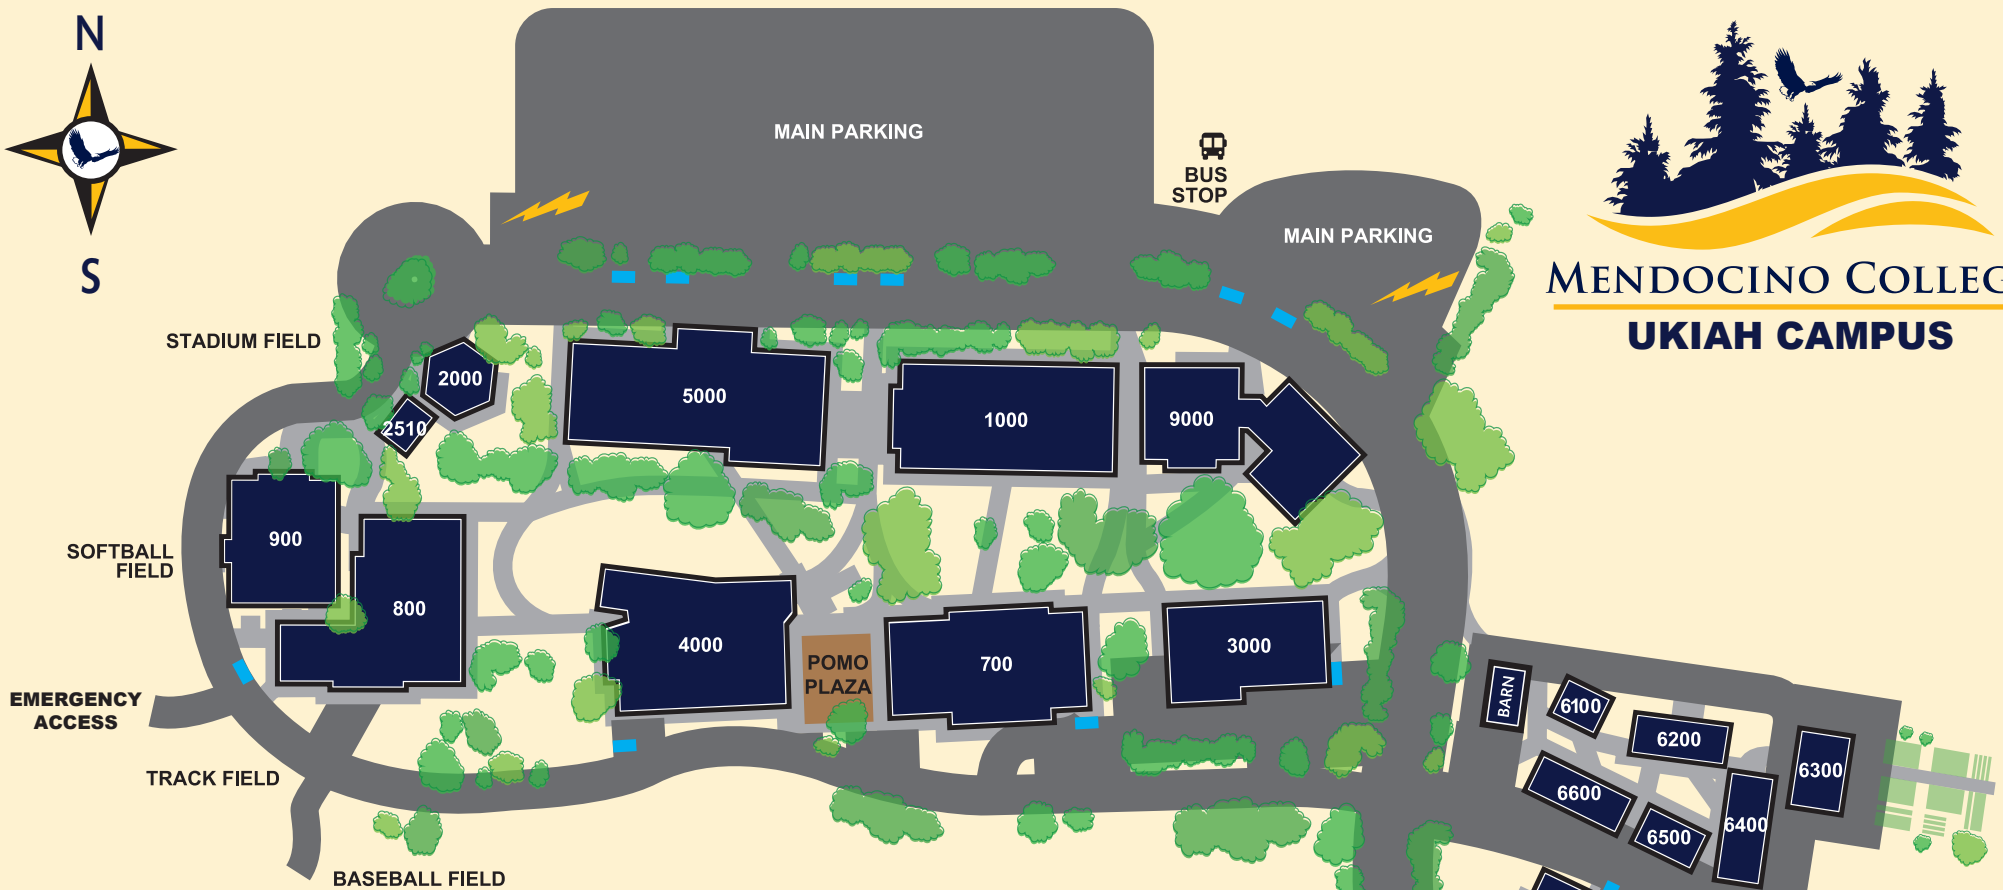 N
S
MAIN PARKING
BUS
STOP
MAIN PARKING
MENDOCINO COLLEG
UKIAH CAMPUS
STADIUM FIELD
2000
2510
5000
1000
9000
900
800
SOFTBALL
FIELD
4000
POMO
PLAZA
700
3000
EMERGENCY
ACCESS
TRACK FIELD
BASEBALL FIELD
BARN
6100
6200
6300
6600
6500
6400